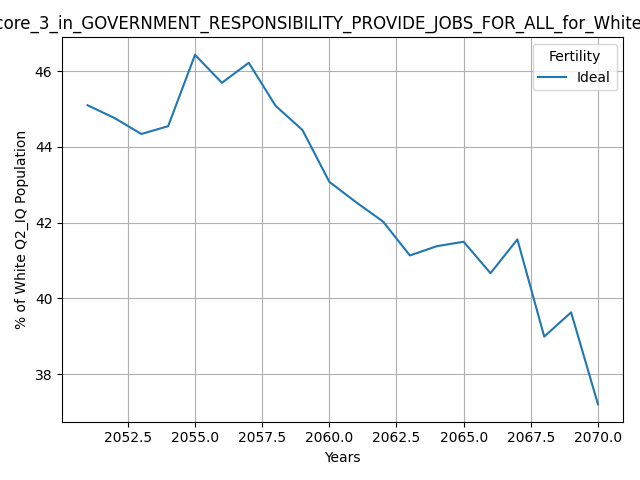 core_3_in_GOVERNMENT_RESPONSIBILITY_PROVIDE_JOBS_FOR_ALL_for_White
Fertility
Ideal
% of White Q2_IQ Population
46
44
42
40
38
2052.5 2055.0 2057.5 2060.0 2062.5 2065.0 2067.5 2070.0
Years